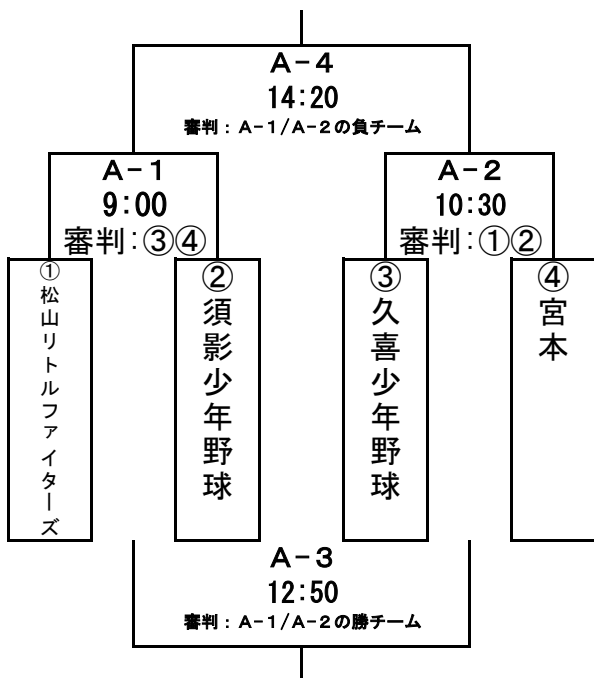 A-4
14:20
審判:A-1/A-2の負チーム
A-1
9:00
審判:③④
A-2
10:30
審判:①②
①松山リトルファイターズ
②須影少年野球
③久喜少年野球
④宮本
A-3
12:50
審判:A-1/A-2の勝チーム